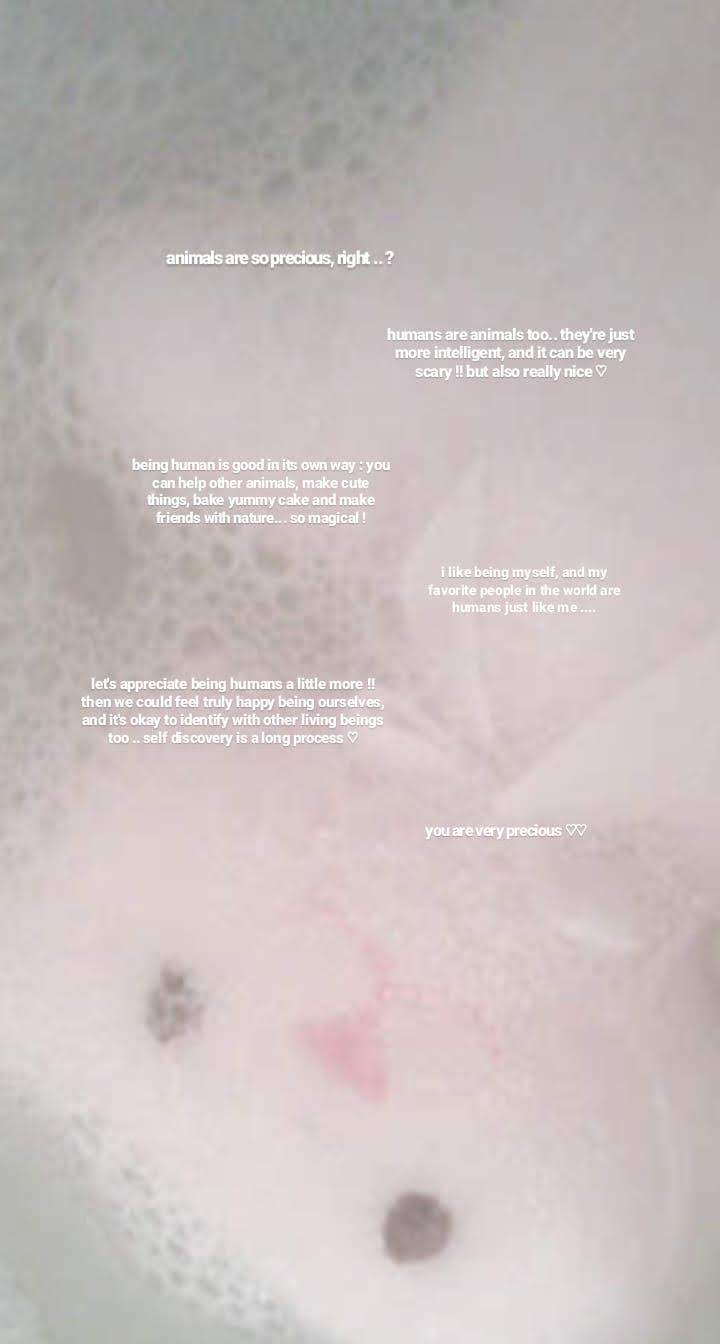 animals are so precious, right .. ?
humans are animals too.. they're just
more intelligent, and it can be very
scary !! but also really nice ♡
being human is good in its own way : you
can help other animals, make cute
things, bake yummy cake and make
friends with nature... so magical !
i like being myself, and my
favorite people in the world are
humans just like me ....
let's appreciate being humans a little more !!
then we could feel truly happy being ourselves,
and it's okay to identify with other living beings
too .. self discovery is a long process ♡
you are very precious ♡♡